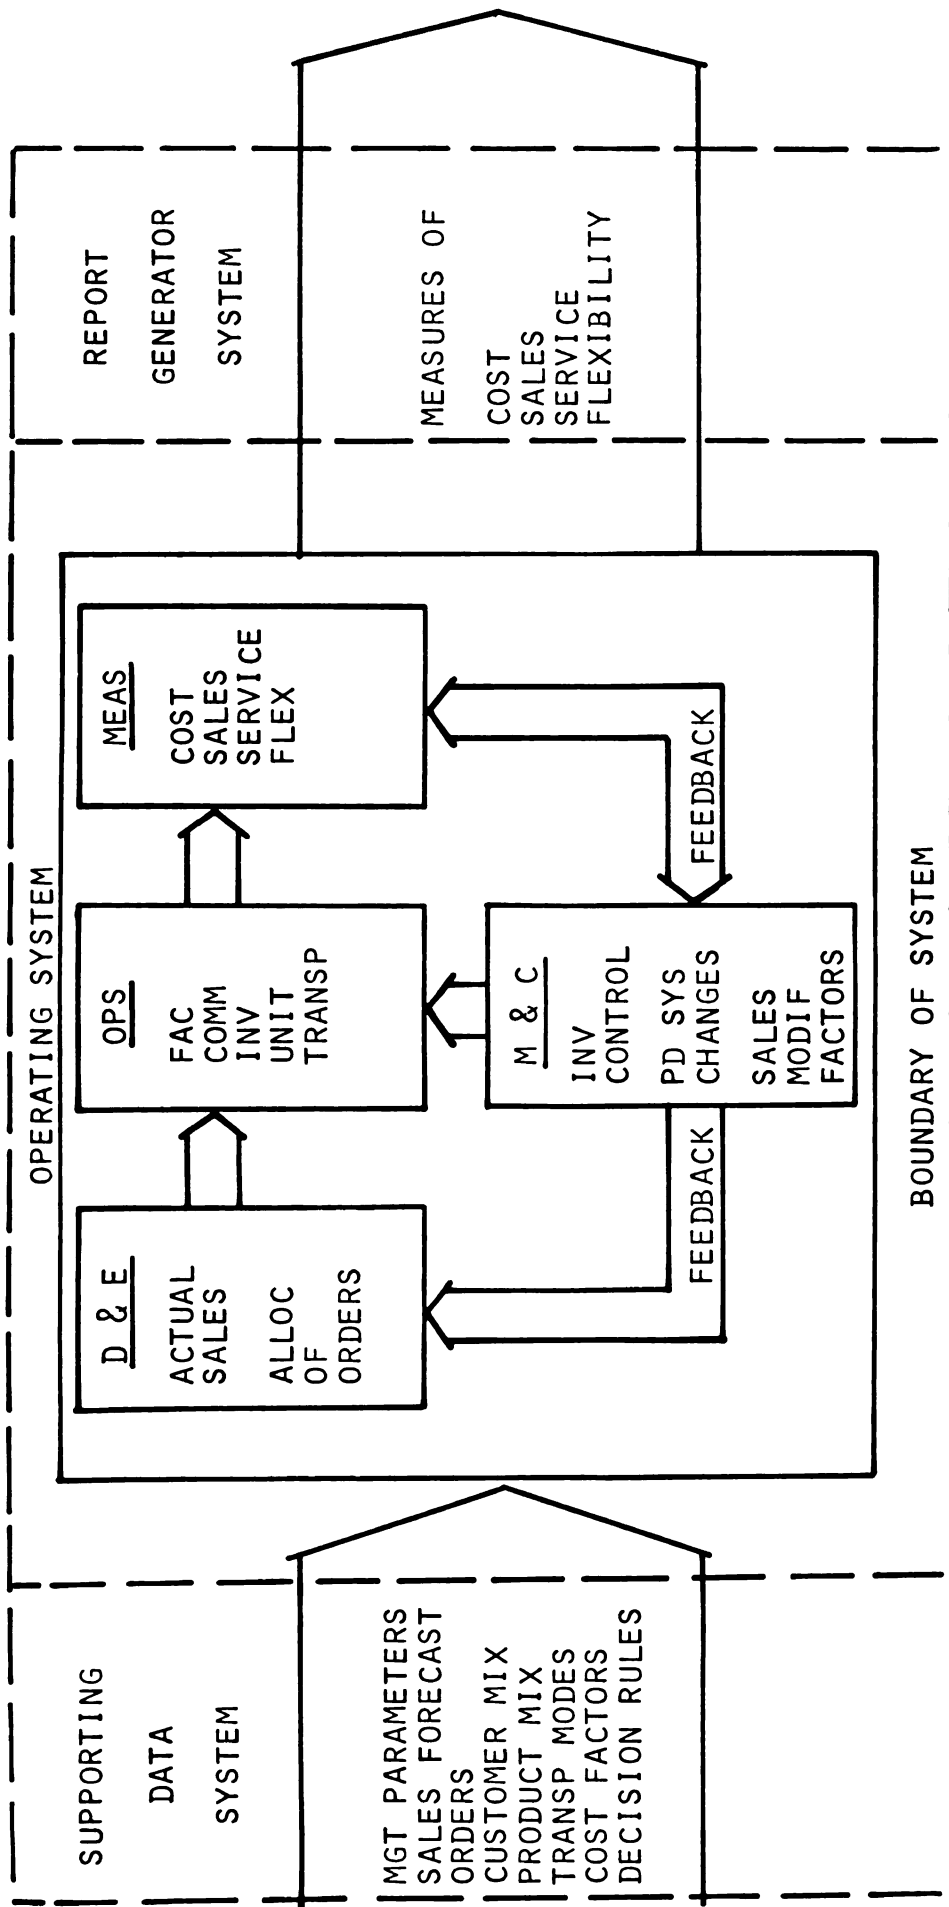 SUPPORTING
DATA
SYSTEM
MGT PARAMETERS
SALES FORECAST
ORDERS
CUSTOMER MIX
PRODUCT MIX
TRANSP MODES
COST FACTORS
DECISION RULES
OPERATING SYSTEM
D & E
ACTUAL
SALES
ALLOC
OF
ORDERS
OPS
FAC
COMM
INV
UNIT
TRANSP
MEAS
COST
SALES
SERVICE
FLEX
FEEDBACK
M & C
INV
CONTROL
PD SYS
CHANGES
SALES
MODIF
FACTORS
FEEDBACK
REPORT
GENERATOR
SYSTEM
MEASURES OF
COST
SALES
SERVICE
FLEXIBILITY
BOUNDARY OF SYSTEM